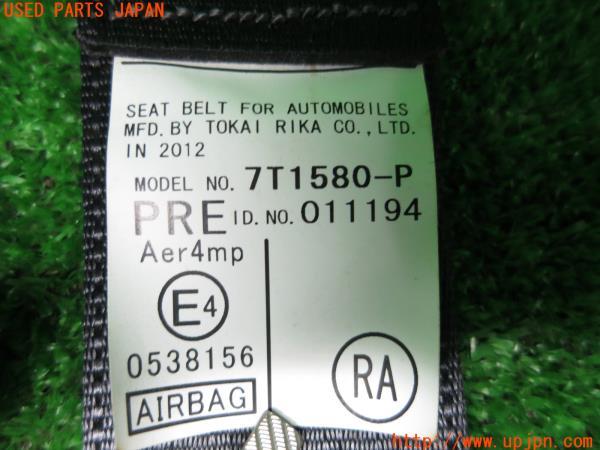 USED PARTS JAPAN
SEAT BELT FOR AUTOMOBILES
MFD. BY TOKAI RIKA CO., LTD.
IN 2012
MODEL NO. 7T1580-P
PRE ID. NO. 011194
Aer4mp
E4
0538156
RA
AIRBAG
http://www.upjpn.com/